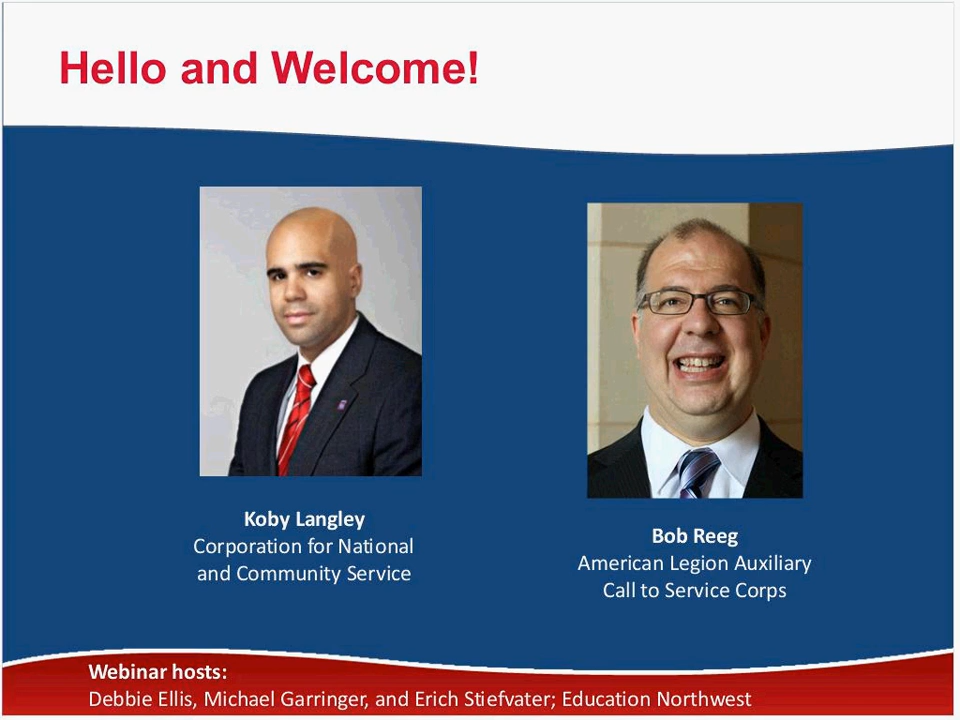 Hello and Welcome!
Koby Langley
Corporation for National
and Community Service
Bob Reeg
American Legion Auxiliary
Call to Service Corps
Webinar hosts:
Debbie Ellis, Michael Garringer, and Erich Stiefvater; Education Northwest